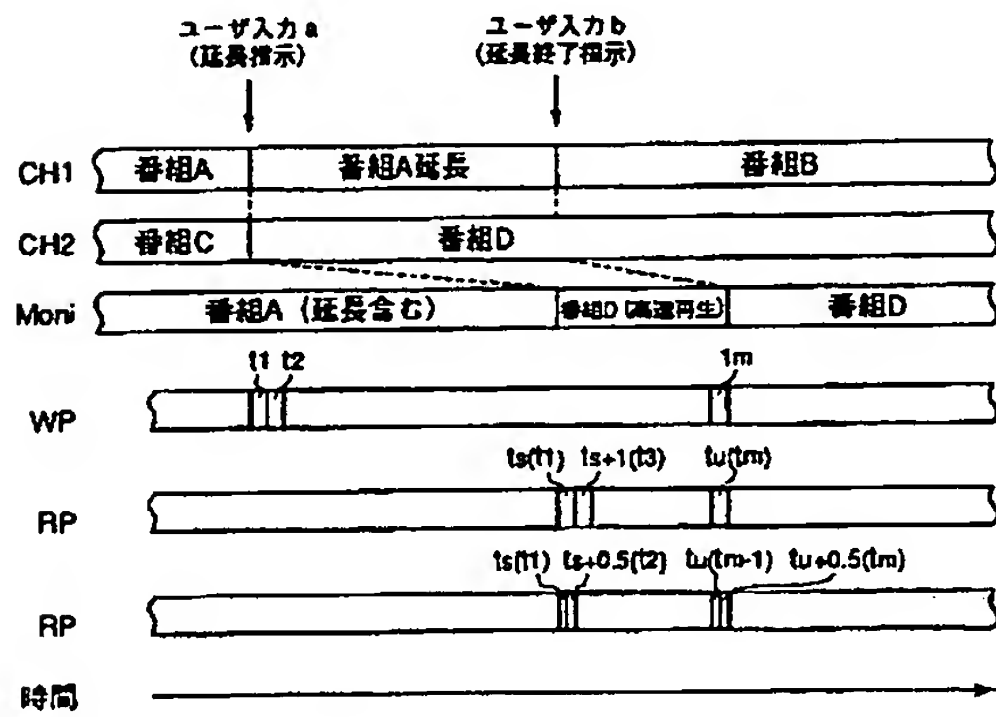 ユーザ入力a
(延長指示)
ユーザ入力b
(延長終了指示)
CH1 番組A 番組A延長 番組B
CH2 番組C 番組D
Moni 番組A (延長含む) 番組D (高速再生) 番組D
t1 t2 tm
WP
ts(t1) ts+1(t3) tu(tm)
RP
ts(t1) ts+0.5(t2) tu(tm-1) tu+0.5(tm)
RP
時間